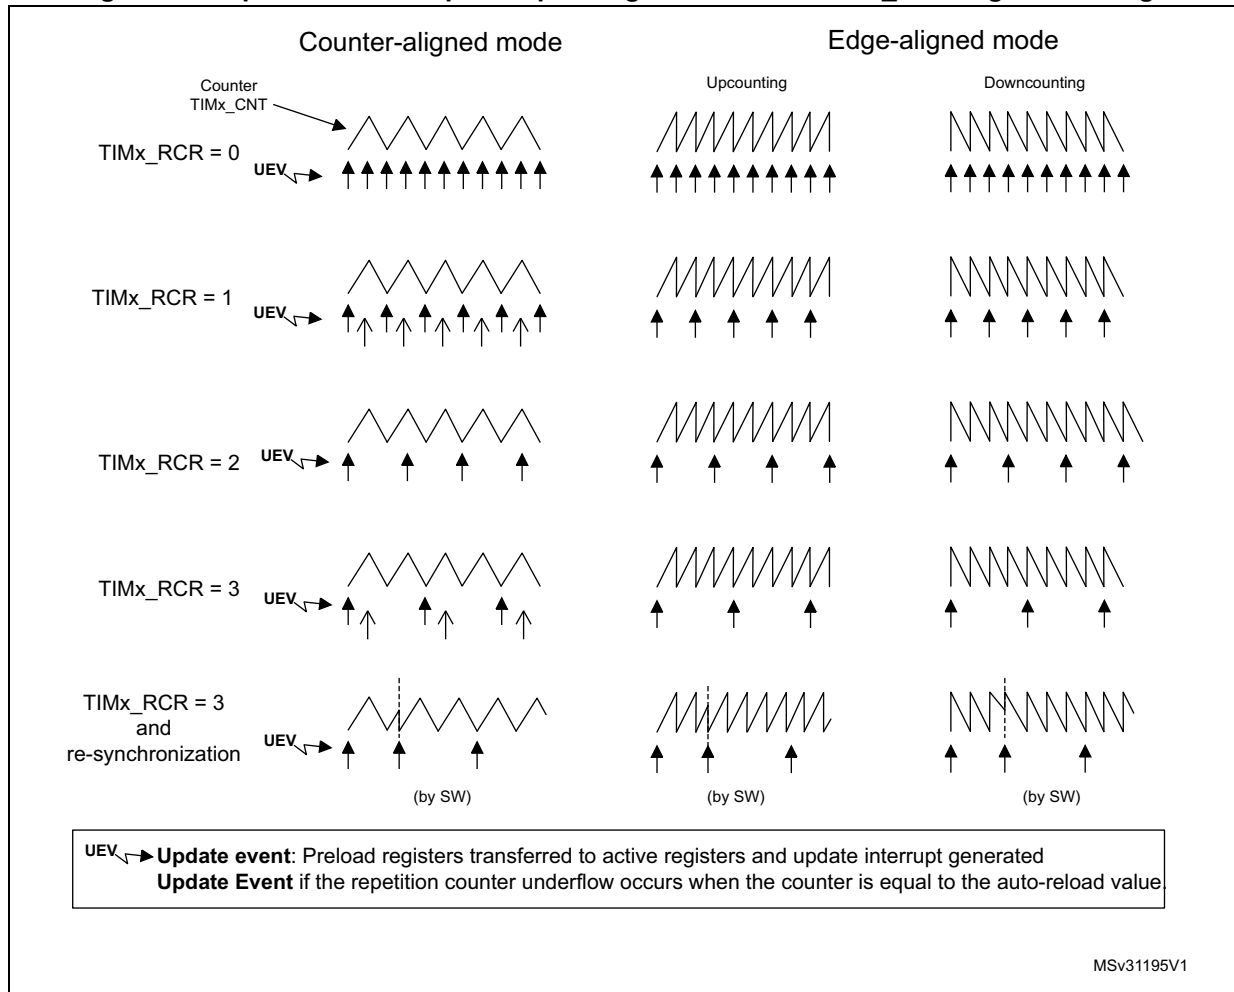 Counter-aligned mode
Edge-aligned mode
Counter
TIMx_CNT
Upcounting
Downcounting
TIMx_RCR = 0
UEV
TIMx_RCR = 1
UEV
TIMx_RCR = 2
UEV
TIMx_RCR = 3
UEV
TIMx_RCR = 3
and
re-synchronization
UEV
(by SW)
(by SW)
(by SW)
UEV Update event: Preload registers transferred to active registers and update interrupt generated
Update Event if the repetition counter underflow occurs when the counter is equal to the auto-reload value.
MSv31195V1